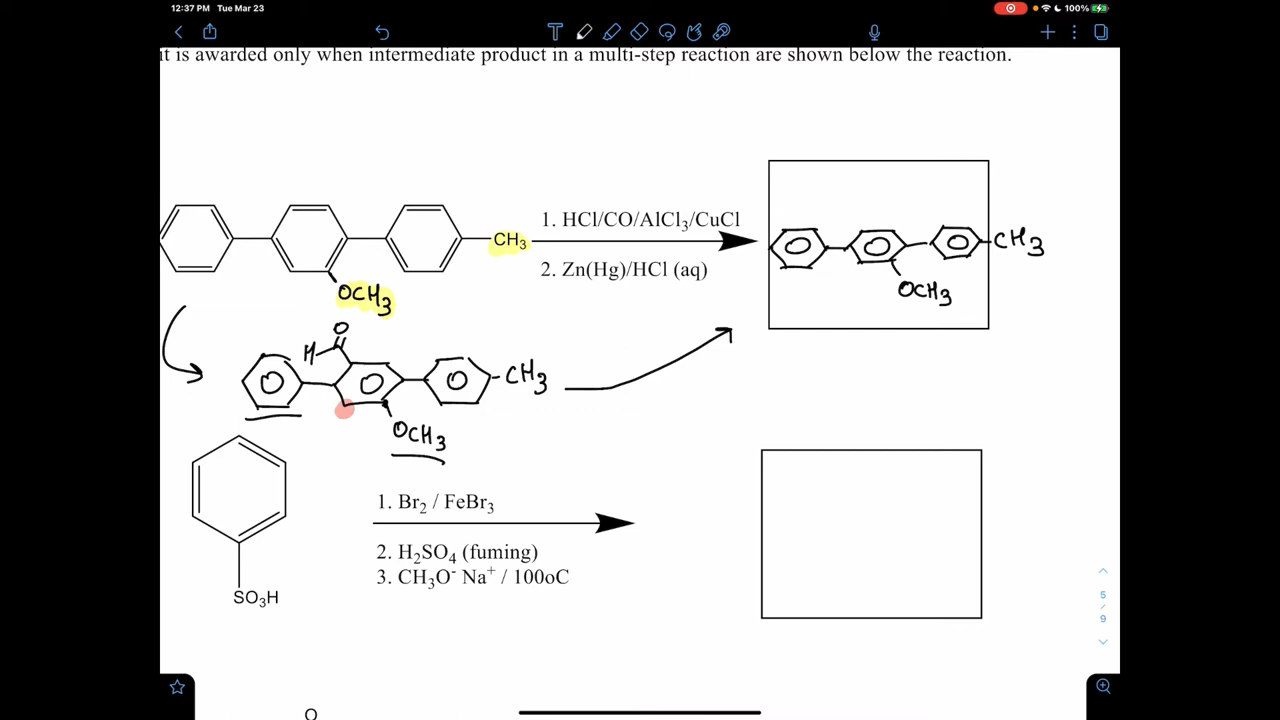 12:37 PM Tue Mar 23
100%
T
it is awarded only when intermediate product in a multi-step reaction are shown below the reaction.
1. HCl/CO/AlCl3/CuCl
CH3
CH3
2. Zn(Hg)/HCl (aq)
OCH3
OCH3
O
H
CH3
OCH3
1. Br2 / FeBr3
2. H2SO4 (fuming)
3. CH3O- Na+ / 100oC
SO3H
5
/
9
O